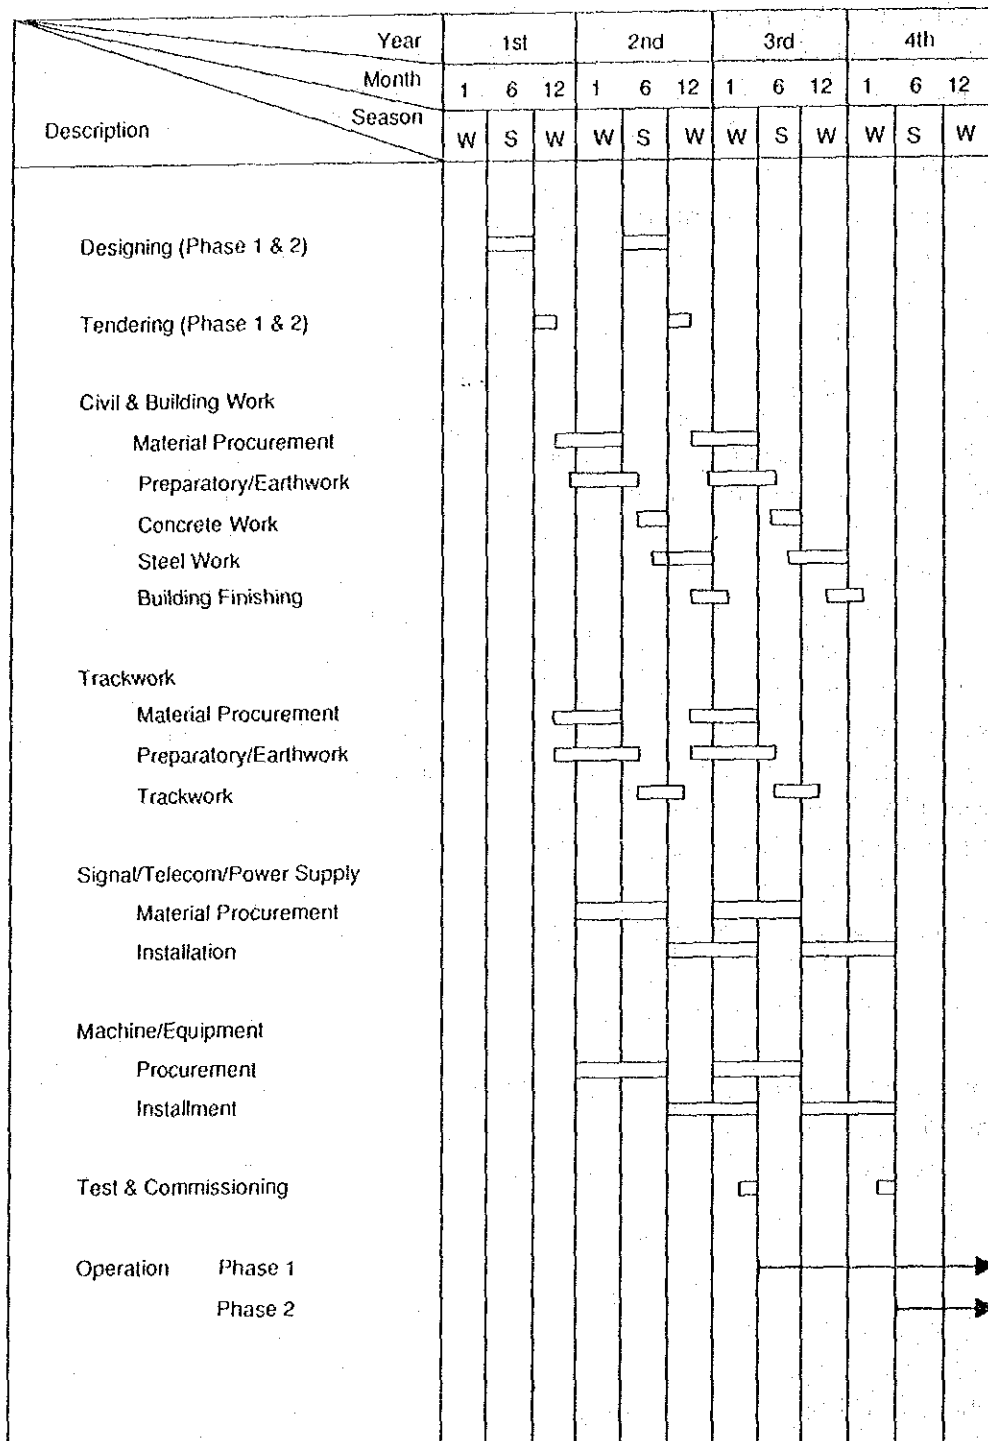 Year 1st 2nd 3rd 4th
Month 1 6 12 1 6 12 1 6 12 1 6 12
Season W S W W S W W S W W S W
Description
Designing (Phase 1 & 2)
Tendering (Phase 1 & 2)
Civil & Building Work
Material Procurement
Preparatory/Earthwork
Concrete Work
Steel Work
Building Finishing
Trackwork
Material Procurement
Preparatory/Earthwork
Trackwork
Signal/Telecom/Power Supply
Material Procurement
Installation
Machine/Equipment
Procurement
Installment
Test & Commissioning
Operation Phase 1
Phase 2